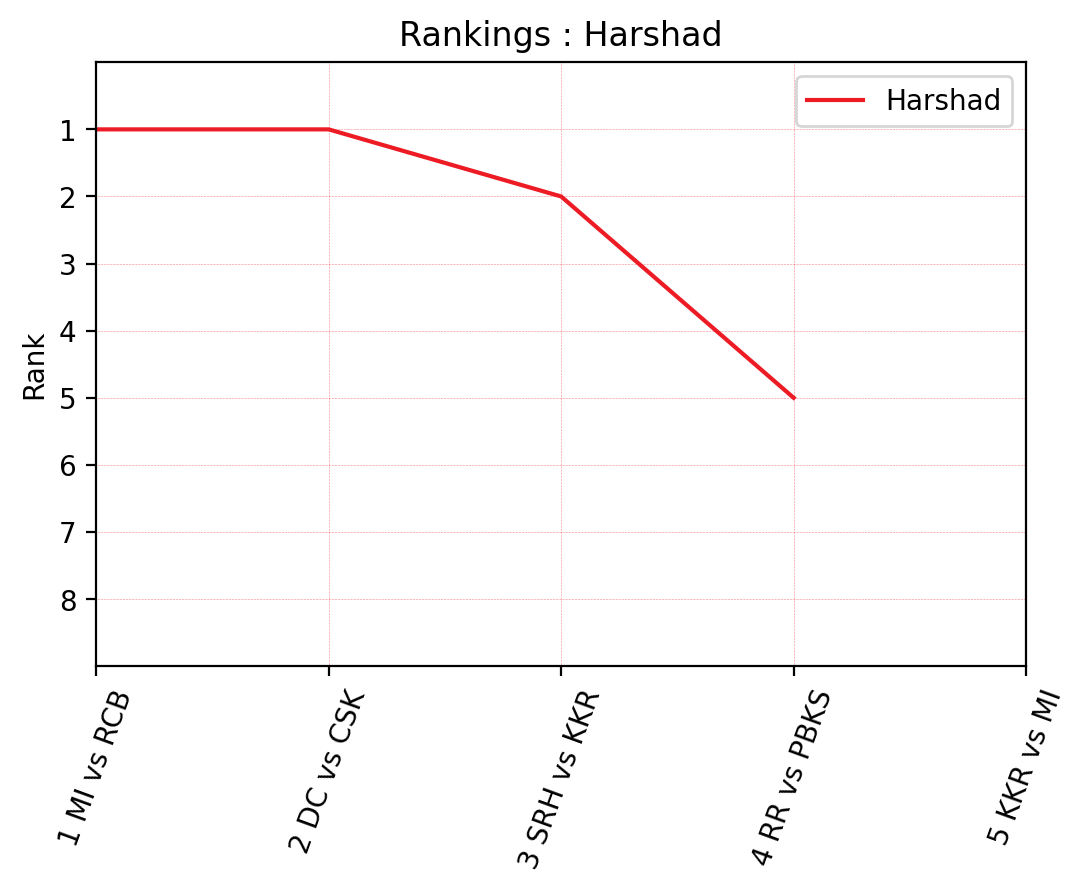 Rankings : Harshad
Harshad
Rank
1
2
3
4
5
6
7
8
1 MI vs RCB
2 DC vs CSK
3 SRH vs KKR
4 RR vs PBKS
5 KKR vs MI